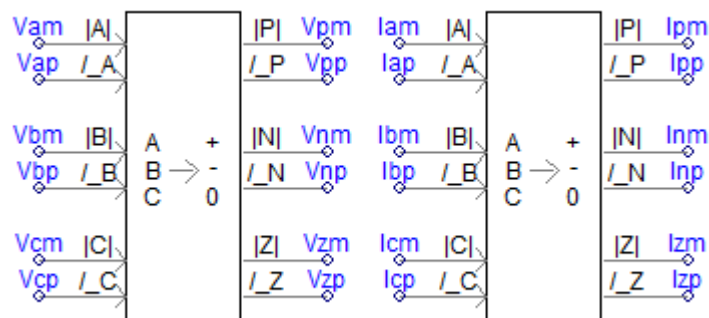 Vam |A| |P| Vpm Iam |A| |P| Ipm
Vap /_A /_P Vpp Iap /_A /_P Ipp
Vbm |B| A + |N| Vnm Ibm |B| A + |N| Inm
Vbp /_B B - /_N Vnp Ibp /_B B - /_N Inp
C 0 C 0
Vcm |C| |Z| Vzm Icm |C| |Z| Izm
Vcp /_C /_Z Vzp Icp /_C /_Z Izp